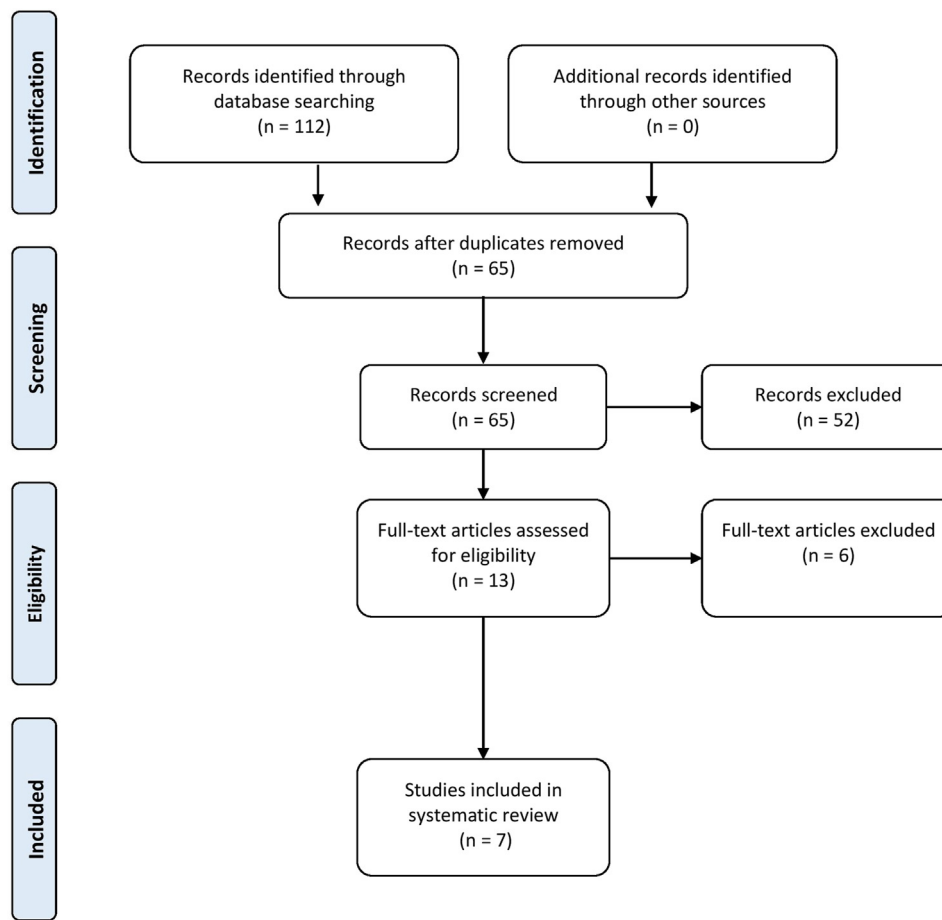 Identification
Records identified through
database searching
(n = 112)
Additional records identified
through other sources
(n = 0)
Records after duplicates removed
(n = 65)
Screening
Records screened
(n = 65)
Records excluded
(n = 52)
Eligibility
Full-text articles assessed
for eligibility
(n = 13)
Full-text articles excluded
(n = 6)
Included
Studies included in
systematic review
(n = 7)